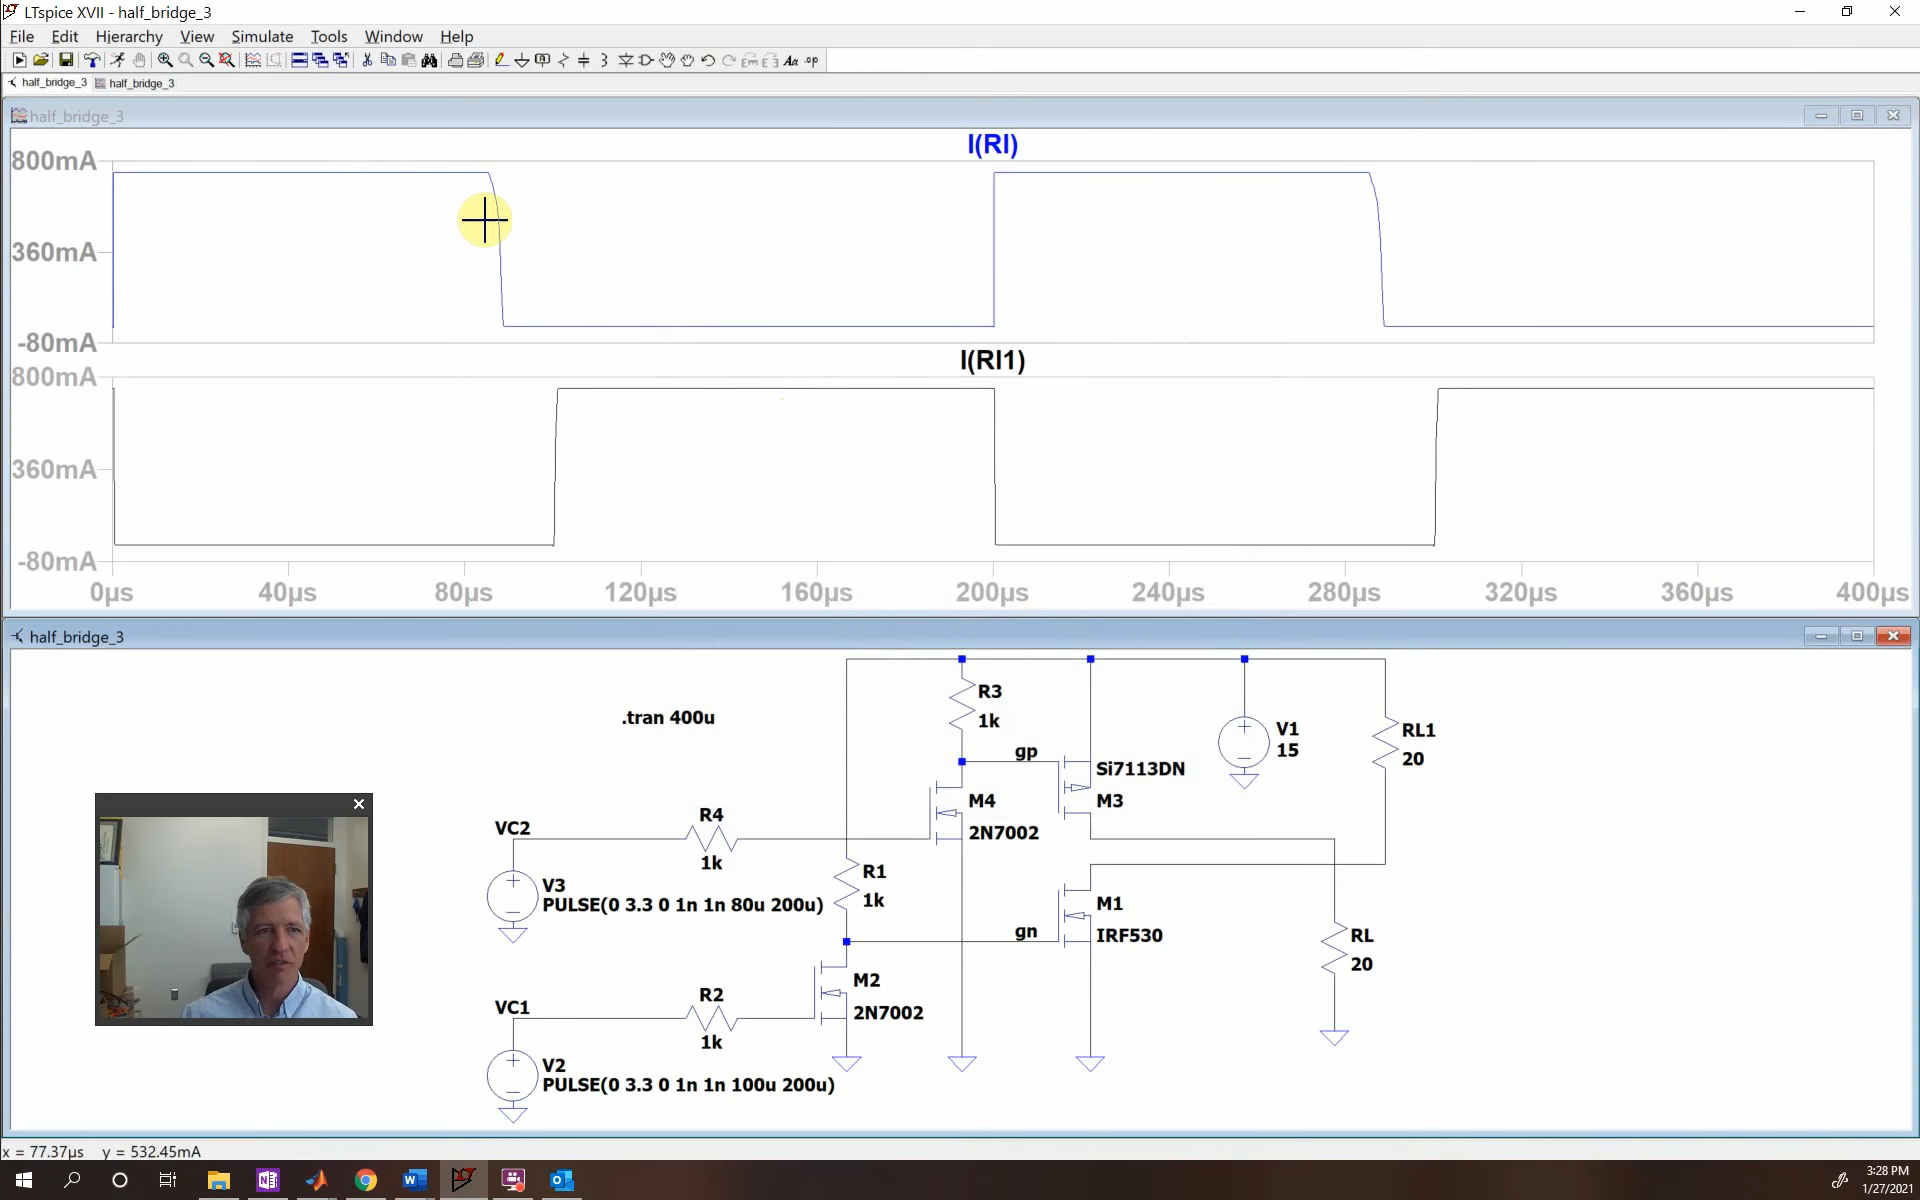 LTspice XVII - half_bridge_3
File Edit Hierarchy View Simulate Tools Window Help
half_bridge_3 half_bridge_3
half_bridge_3
I(Rl)
800mA
360mA
-80mA
I(Rl1)
800mA
360mA
-80mA
0µs 40µs 80µs 120µs 160µs 200µs 240µs 280µs 320µs 360µs 400µs
half_bridge_3
.tran 400u
R3
1k
gp
Si7113DN
M3
V1
15
RL1
20
M4
2N7002
VC2
R4
1k
V3
PULSE(0 3.3 0 1n 1n 80u 200u)
R1
1k
gn
M1
IRF530
RL
20
M2
2N7002
VC1
R2
1k
V2
PULSE(0 3.3 0 1n 1n 100u 200u)
x = 77.37µs y = 532.45mA
3:28 PM
1/27/2021